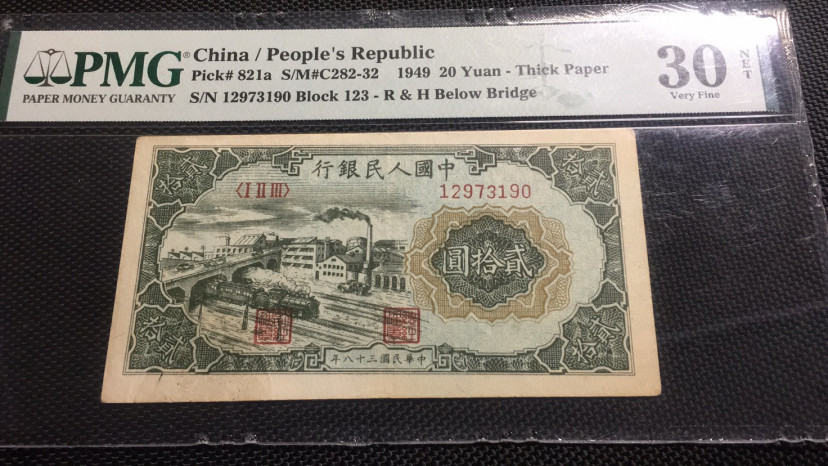 PMG® China / People's Republic
Pick# 821a S/M#C282-32 1949 20 Yuan - Thick Paper
PAPER MONEY GUARANTY S/N 12973190 Block 123 - R & H Below Bridge
30 NET
Very Fine
行銀民人國中
〈I II III〉 12973190
圓拾貳
年八十三國民華中